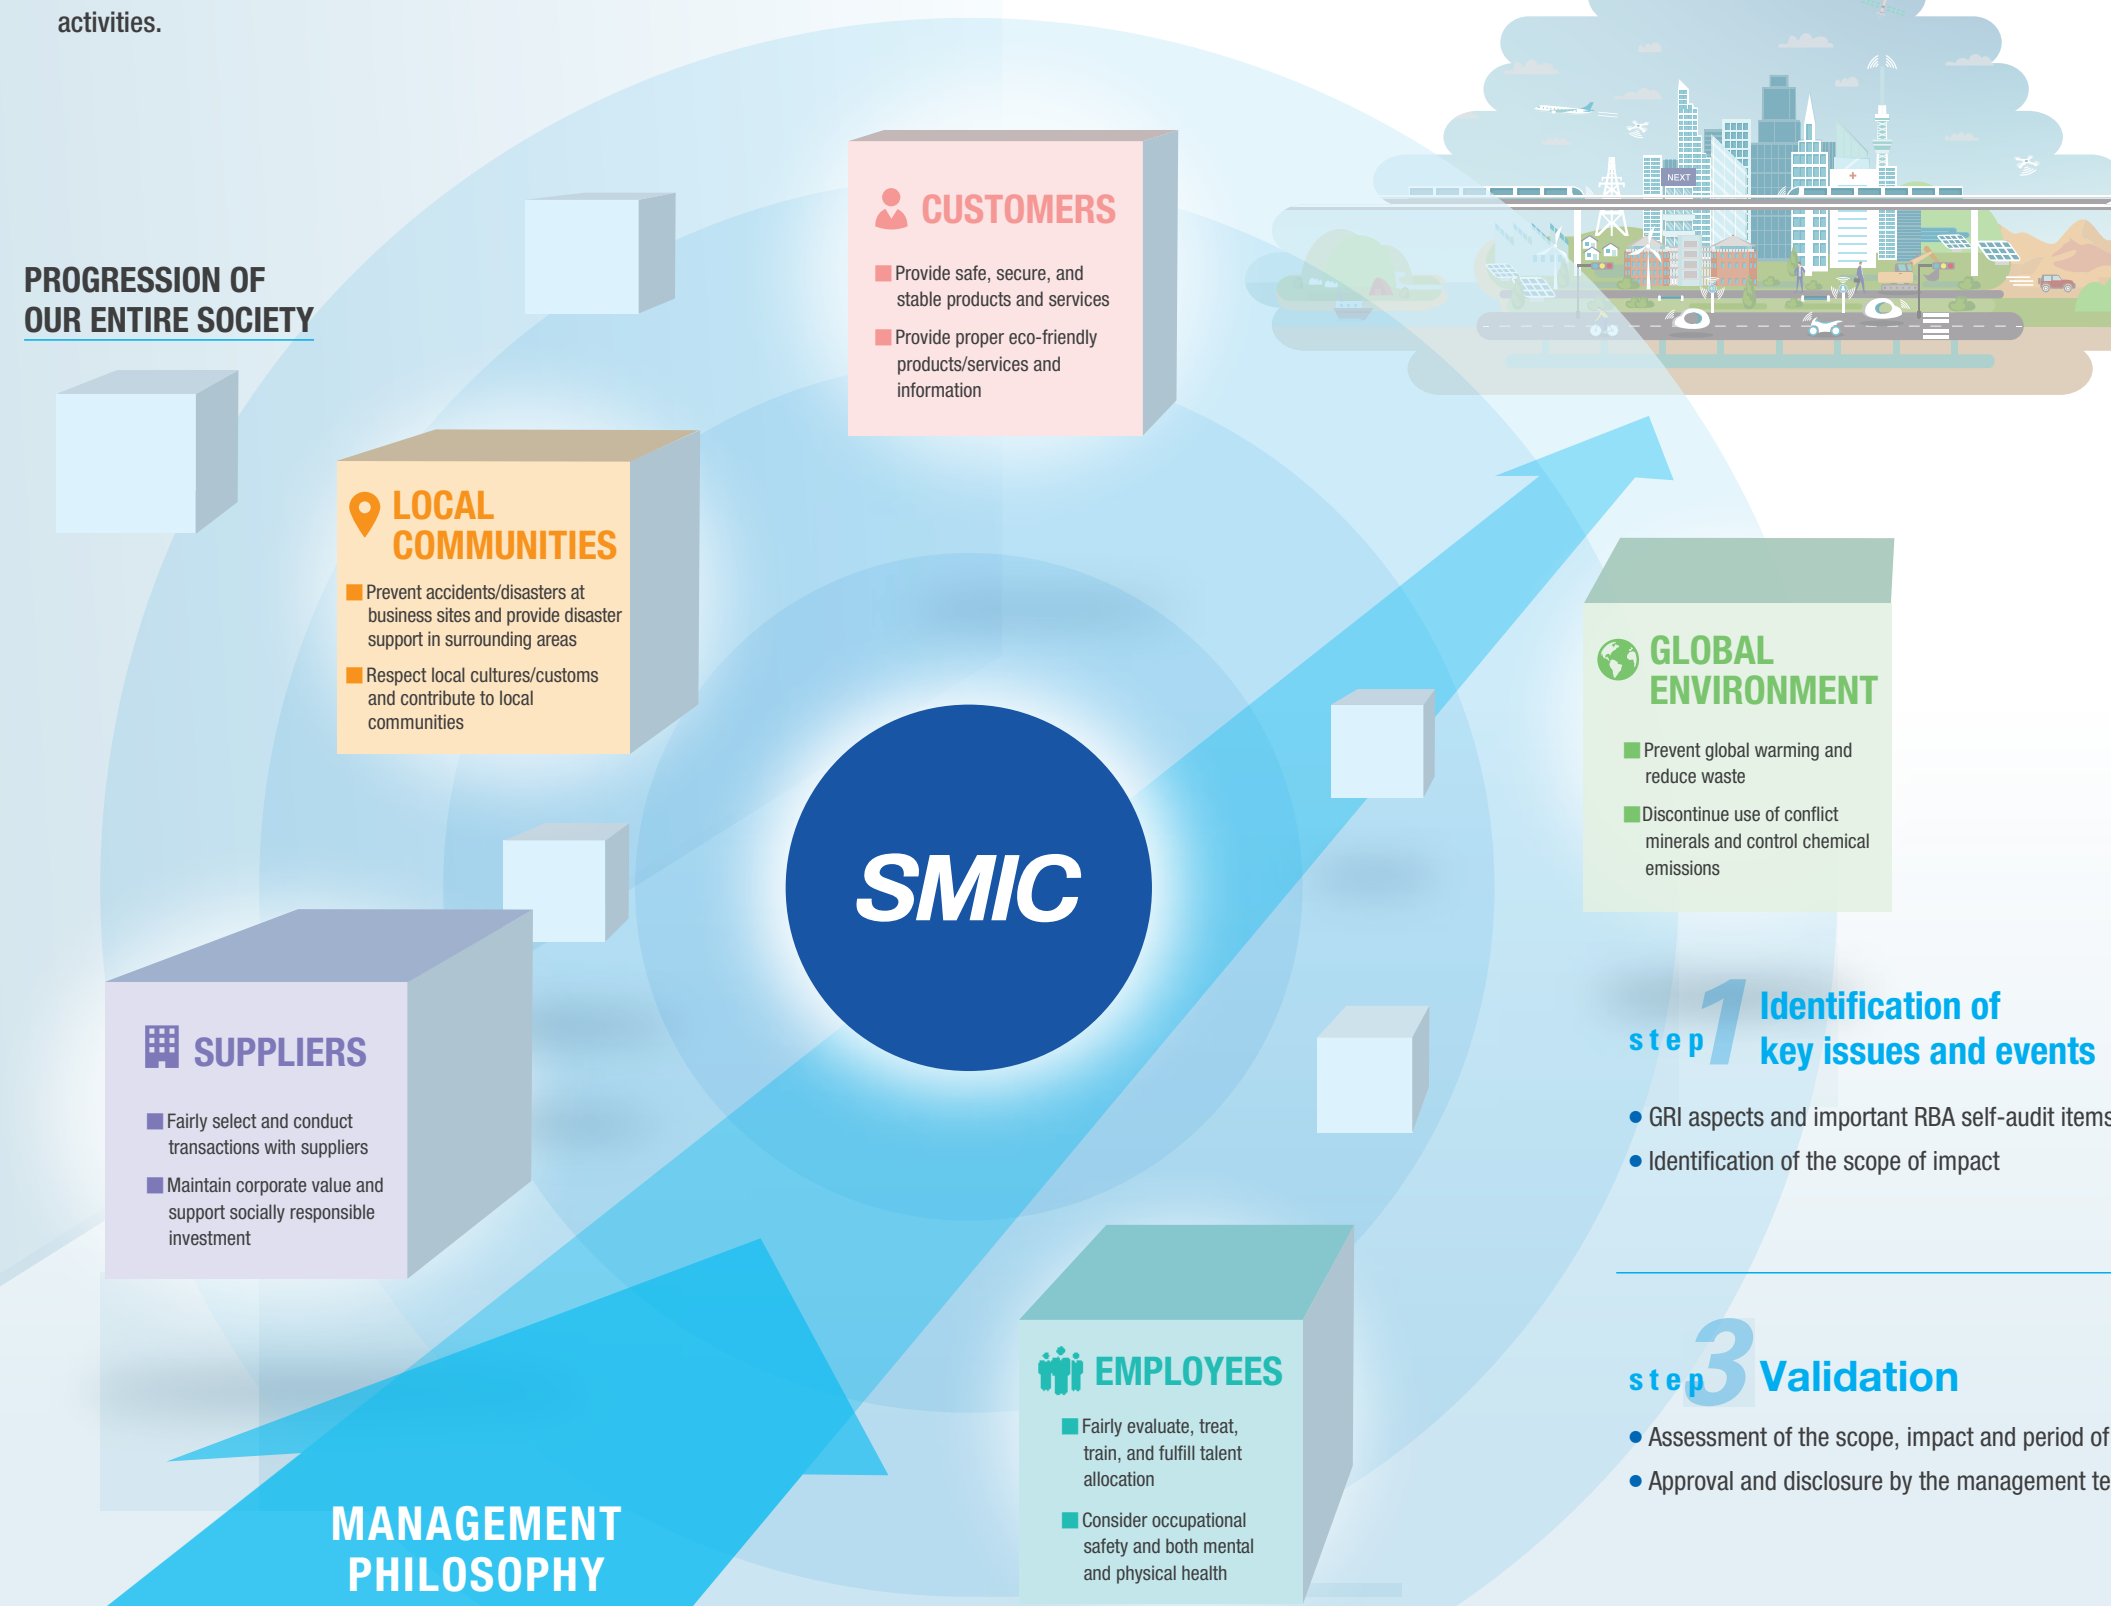 activities.
PROGRESSION OF
OUR ENTIRE SOCIETY
CUSTOMERS
Provide safe, secure, and
stable products and services
Provide proper eco-friendly
products/services and
information
NEXT
LOCAL
COMMUNITIES
Prevent accidents/disasters at
business sites and provide disaster
support in surrounding areas
Respect local cultures/customs
and contribute to local
communities
GLOBAL
ENVIRONMENT
Prevent global warming and
reduce waste
Discontinue use of conflict
minerals and control chemical
emissions
SMIC
SUPPLIERS
Fairly select and conduct
transactions with suppliers
Maintain corporate value and
support socially responsible
investment
EMPLOYEES
Fairly evaluate, treat,
train, and fulfill talent
allocation
Consider occupational
safety and both mental
and physical health
MANAGEMENT
PHILOSOPHY
step 1 Identification of
key issues and events
• GRI aspects and important RBA self-audit items
• Identification of the scope of impact
step 3 Validation
• Assessment of the scope, impact and period of
• Approval and disclosure by the management te